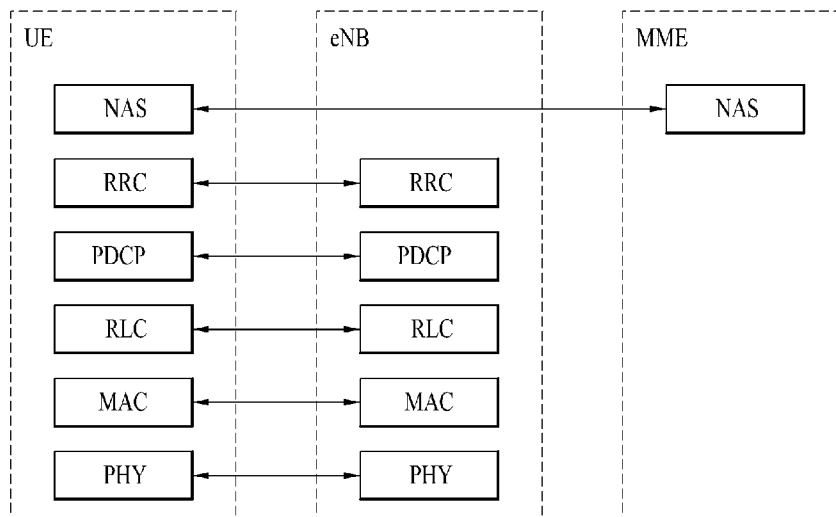 UE eNB MME
NAS NAS
RRC RRC
PDCP PDCP
RLC RLC
MAC MAC
PHY PHY